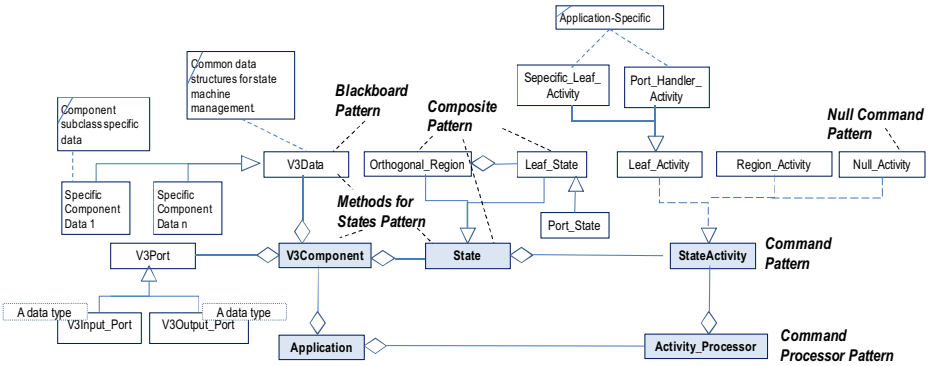 Application-Specific
Common data
structures for state
machine
management.
Sepecific_Leaf_
Activity
Port_Handler_
Activity
Blackboard
Pattern
Composite
Pattern
Null Command
Pattern
Component
subclass specific
data
V3Data
Orthogonal_Region
Leaf_State
Leaf_Activity
Region_Activity
Null_Activity
Specific
Component
Data 1
Specific
Component
Data n
Methods for
States Pattern
Port_State
V3Port
V3Component
State
StateActivity
Command
Pattern
A data type
A data type
V3Input_Port
V3Output_Port
Application
Activity_Processor
Command
Processor Pattern